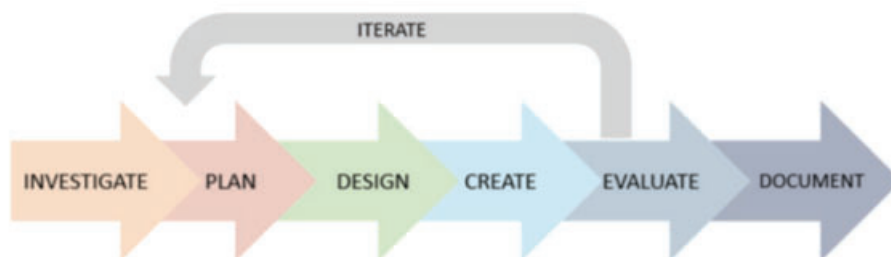 ITERATE
INVESTIGATE PLAN DESIGN CREATE EVALUATE DOCUMENT